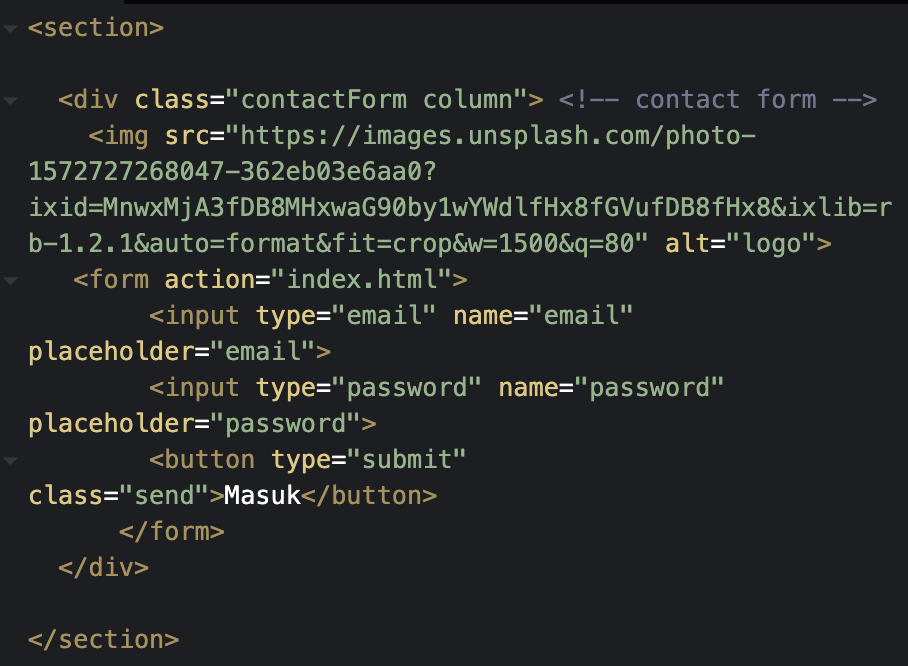 <section>
<div class="contactForm column"> <!-- contact form -->
<img src="https://images.unsplash.com/photo-
1572727268047-362eb03e6aa0?
ixid=MnwxMjA3fDB8MHxwaG90by1wYWdlfHx8fGVufDB8fHx8&ixlib=r
b-1.2.1&auto=format&fit=crop&w=1500&q=80" alt="logo">
<form action="index.html">
<input type="email" name="email"
placeholder="email">
<input type="password" name="password"
placeholder="password">
<button type="submit"
class="send">Masuk</button>
</form>
</div>
</section>